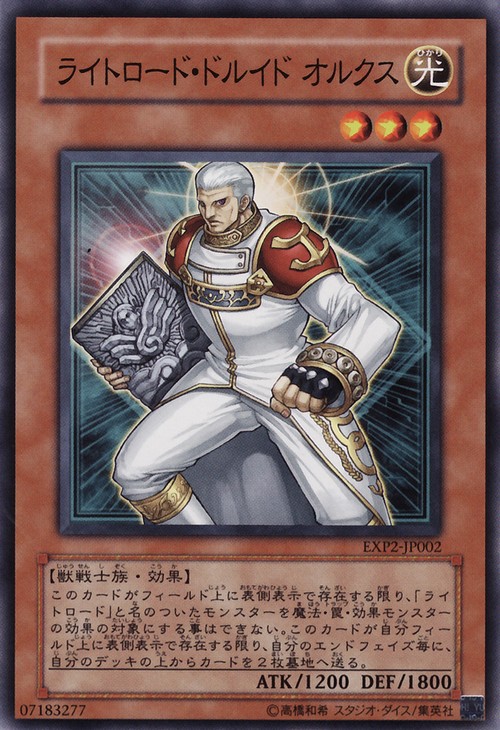 ライトロード・ドルイド オルクス
光
EXP2-JP002
【獣戦士族・効果】
このカードがフィールド上に表側表示で存在する限り、「ライ
トロード」と名のついたモンスターを魔法・罠・効果モンスター
の効果の対象にする事はできない。このカードが自分フィ
ールド上に表側表示で存在する限り、自分のエンドフェイズ毎に、
自分のデッキの上からカードを２枚墓地へ送る。
ATK/1200 DEF/1800
07183277
©高橋和希 スタジオ・ダイス/集英社